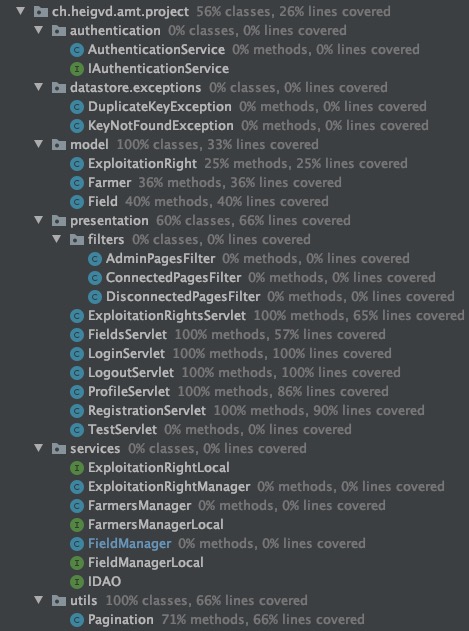 ch.heigvd.amt.project 56% classes, 26% lines covered
authentication 0% classes, 0% lines covered
C AuthenticationService 0% methods, 0% lines covered
I IAuthenticationService
datastore.exceptions 0% classes, 0% lines covered
C DuplicateKeyException 0% methods, 0% lines covered
C KeyNotFoundException 0% methods, 0% lines covered
model 100% classes, 33% lines covered
C ExploitationRight 25% methods, 25% lines covered
C Farmer 36% methods, 36% lines covered
C Field 40% methods, 40% lines covered
presentation 60% classes, 66% lines covered
filters 0% classes, 0% lines covered
C AdminPagesFilter 0% methods, 0% lines covered
C ConnectedPagesFilter 0% methods, 0% lines covered
C DisconnectedPagesFilter 0% methods, 0% lines covered
C ExploitationRightsServlet 100% methods, 65% lines covered
C FieldsServlet 100% methods, 57% lines covered
C LoginServlet 100% methods, 100% lines covered
C LogoutServlet 100% methods, 100% lines covered
C ProfileServlet 100% methods, 86% lines covered
C RegistrationServlet 100% methods, 90% lines covered
C TestServlet 0% methods, 0% lines covered
services 0% classes, 0% lines covered
I ExploitationRightLocal
C ExploitationRightManager 0% methods, 0% lines covered
C FarmersManager 0% methods, 0% lines covered
I FarmersManagerLocal
C FieldManager 0% methods, 0% lines covered
I FieldManagerLocal
I IDAO
utils 100% classes, 66% lines covered
C Pagination 71% methods, 66% lines covered